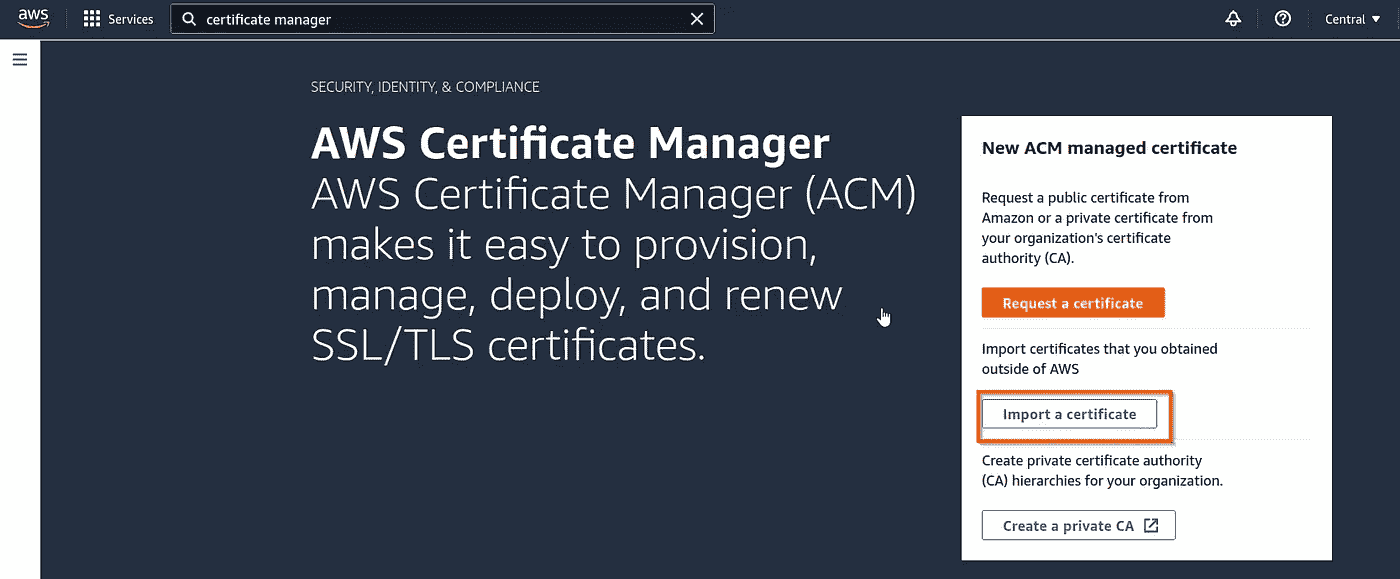 aws
Services
certificate manager
Central
SECURITY, IDENTITY, & COMPLIANCE
AWS Certificate Manager
AWS Certificate Manager (ACM)
makes it easy to provision,
manage, deploy, and renew
SSL/TLS certificates.
New ACM managed certificate
Request a public certificate from
Amazon or a private certificate from
your organization's certificate
authority (CA).
Request a certificate
Import certificates that you obtained
outside of AWS
Import a certificate
Create private certificate authority
(CA) hierarchies for your organization.
Create a private CA